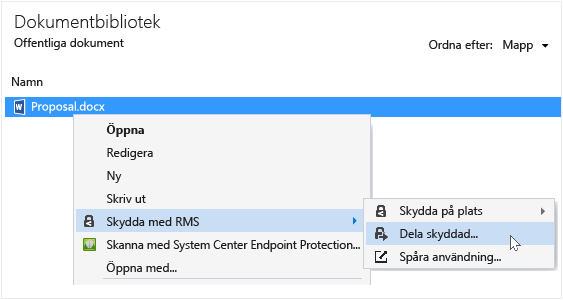 Dokumentbibliotek
Offentliga dokument
Ordna efter: Mapp
Namn
Proposal.docx
Öppna
Redigera
Ny
Skriv ut
Skydda med RMS
Skydda på plats
Dela skyddad...
Skanna med System Center Endpoint Protection...
Spåra användning...
Öppna med...